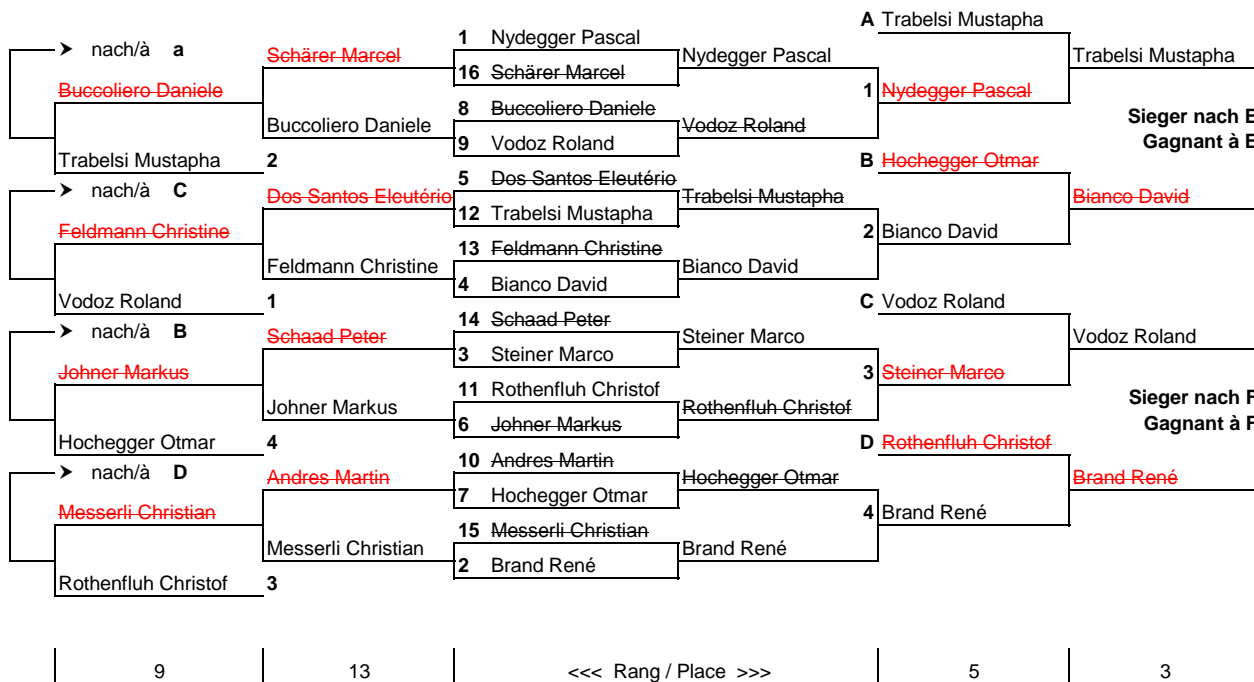 A Trabelsi Mustapha
1 Nydegger Pascal
➤ nach/à a
Schärer Marcel
Nydegger Pascal
Trabelsi Mustapha
16 Schärer Marcel
Buccoliero Daniele
1 Nydegger Pascal
8 Buccoliero Daniele
Sieger nach E
Buccoliero Daniele
Vodoz Roland
9 Vodoz Roland
Gagnant à E
Trabelsi Mustapha 2
B Hochegger Otmar
5 Dos Santos Eleutério
➤ nach/à C
Dos Santos Eleutério
Trabelsi Mustapha
Bianco David
12 Trabelsi Mustapha
Feldmann Christine
2 Bianco David
13 Feldmann Christine
Feldmann Christine
Bianco David
4 Bianco David
Vodoz Roland 1
C Vodoz Roland
14 Schaad Peter
➤ nach/à B
Schaad Peter
Steiner Marco
Vodoz Roland
3 Steiner Marco
Johner Markus
3 Steiner Marco
11 Rothenfluh Christof
Sieger nach F
Johner Markus
Rothenfluh Christof
6 Johner Markus
Gagnant à F
Hochegger Otmar 4
D Rothenfluh Christof
10 Andres Martin
➤ nach/à D
Andres Martin
Hochegger Otmar
Brand René
7 Hochegger Otmar
Messerli Christian
4 Brand René
15 Messerli Christian
Messerli Christian
Brand René
2 Brand René
Rothenfluh Christof 3
9 13 <<< Rang / Place >>> 5 3